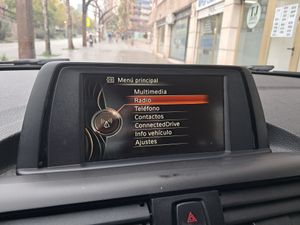 Menú principal
Multimedia
Radio
Teléfono
Contactos
ConnectedDrive
Info vehículo
Ajustes